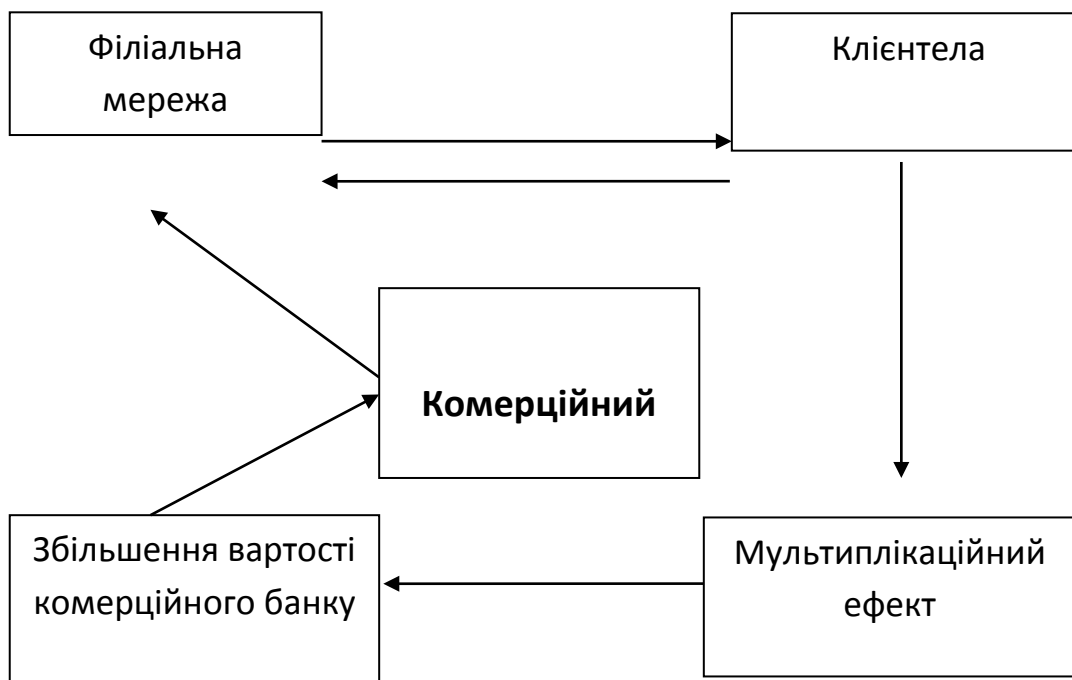 Філіальна
мережа
Клієнтела
Комерційний
Збільшення вартості
комерційного банку
Мультиплікаційний
ефект